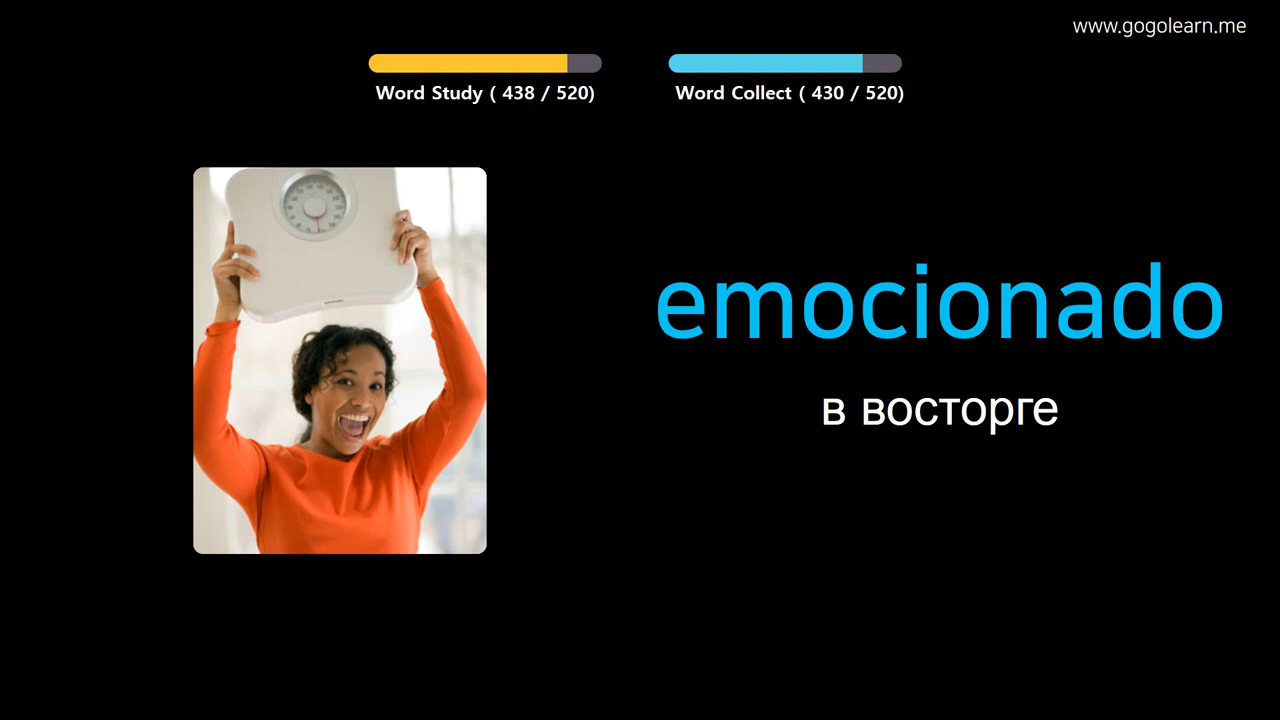 www.gogolearn.me
Word Study ( 438 / 520)
Word Collect ( 430 / 520)
emocionado
в восторге